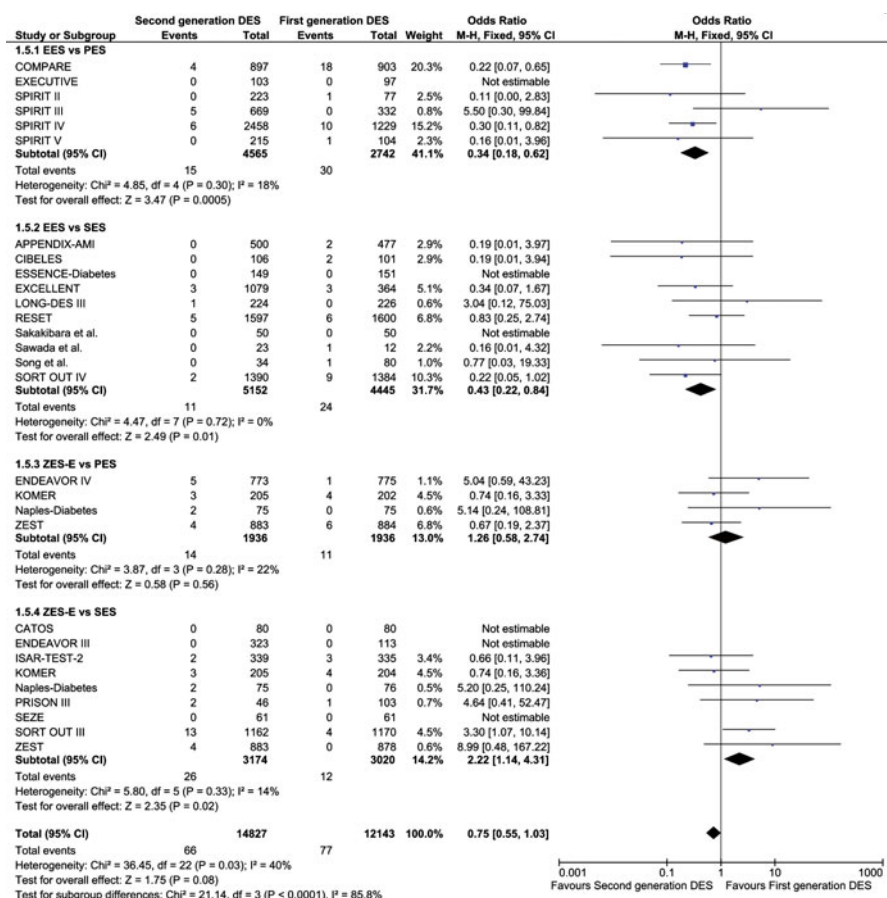 Second generation DES First generation DES Odds Ratio Odds Ratio
Study or Subgroup Events Total Events Total Weight M-H, Fixed, 95% CI M-H, Fixed, 95% CI
1.5.1 EES vs PES
COMPARE 4 897 18 903 20.3% 0.22 [0.07, 0.65]
EXECUTIVE 0 103 0 97 Not estimable
SPIRIT II 0 223 1 77 2.5% 0.11 [0.00, 2.83]
SPIRIT III 5 669 0 332 0.8% 5.50 [0.30, 99.84]
SPIRIT IV 6 2458 10 1229 15.2% 0.30 [0.11, 0.82]
SPIRIT V 0 215 1 104 2.3% 0.16 [0.01, 3.96]
Subtotal (95% CI) 4565 2742 41.1% 0.34 [0.18, 0.62]
Total events 15 30
Heterogeneity: Chi² = 4.85, df = 4 (P = 0.30); I² = 18%
Test for overall effect: Z = 3.47 (P = 0.0005)
1.5.2 EES vs SES
APPENDIX-AMI 0 500 2 477 2.9% 0.19 [0.01, 3.97]
CIBELES 0 106 2 101 2.9% 0.19 [0.01, 3.94]
ESSENCE-Diabetes 0 149 0 151 Not estimable
EXCELLENT 3 1079 3 364 5.1% 0.34 [0.07, 1.67]
LONG-DES III 1 224 0 226 0.6% 3.04 [0.12, 75.03]
RESET 5 1597 6 1600 6.8% 0.83 [0.25, 2.74]
Sakakibara et al. 0 50 0 50 Not estimable
Sawada et al. 0 23 1 12 2.2% 0.16 [0.01, 4.32]
Song et al. 0 34 1 80 1.0% 0.77 [0.03, 19.33]
SORT OUT IV 2 1390 9 1384 10.3% 0.22 [0.05, 1.02]
Subtotal (95% CI) 5152 4445 31.7% 0.43 [0.22, 0.84]
Total events 11 24
Heterogeneity: Chi² = 4.47, df = 7 (P = 0.72); I² = 0%
Test for overall effect: Z = 2.49 (P = 0.01)
1.5.3 ZES-E vs PES
ENDEAVOR IV 5 773 1 775 1.1% 5.04 [0.59, 43.23]
KOMER 3 205 4 202 4.5% 0.74 [0.16, 3.33]
Naples-Diabetes 2 75 0 75 0.5% 5.14 [0.24, 108.81]
ZEST 4 883 6 884 6.8% 0.67 [0.19, 2.37]
Subtotal (95% CI) 1936 1936 13.0% 1.26 [0.58, 2.74]
Total events 14 11
Heterogeneity: Chi² = 3.87, df = 3 (P = 0.28); I² = 22%
Test for overall effect: Z = 0.58 (P = 0.56)
1.5.4 ZES-E vs SES
CATOS 0 80 0 80 Not estimable
ENDEAVOR III 0 323 0 113 Not estimable
ISAR-TEST-2 2 339 3 335 3.4% 0.66 [0.11, 3.96]
KOMER 3 205 4 204 4.5% 0.74 [0.16, 3.36]
Naples-Diabetes 2 75 0 76 0.5% 5.20 [0.25, 110.24]
PRISON III 2 46 1 103 0.7% 4.64 [0.41, 52.47]
SEZE 0 61 0 61 Not estimable
SORT OUT III 13 1162 4 1170 4.5% 3.30 [1.07, 10.14]
ZEST 4 883 0 878 0.6% 8.99 [0.48, 167.22]
Subtotal (95% CI) 3174 3020 14.2% 2.22 [1.14, 4.31]
Total events 26 12
Heterogeneity: Chi² = 5.80, df = 5 (P = 0.33); I² = 14%
Test for overall effect: Z = 2.35 (P = 0.02)
Total (95% CI) 14827 12143 100.0% 0.75 [0.55, 1.03]
Total events 66 77
Heterogeneity: Chi² = 36.45, df = 22 (P = 0.03); I² = 40%
Test for overall effect: Z = 1.75 (P = 0.08)
Test for subgroup differences: Chi² = 21.14, df = 3 (P < 0.0001), I² = 85.8%
0.001 0.1 1 10 1000
Favours Second generation DES Favours First generation DES